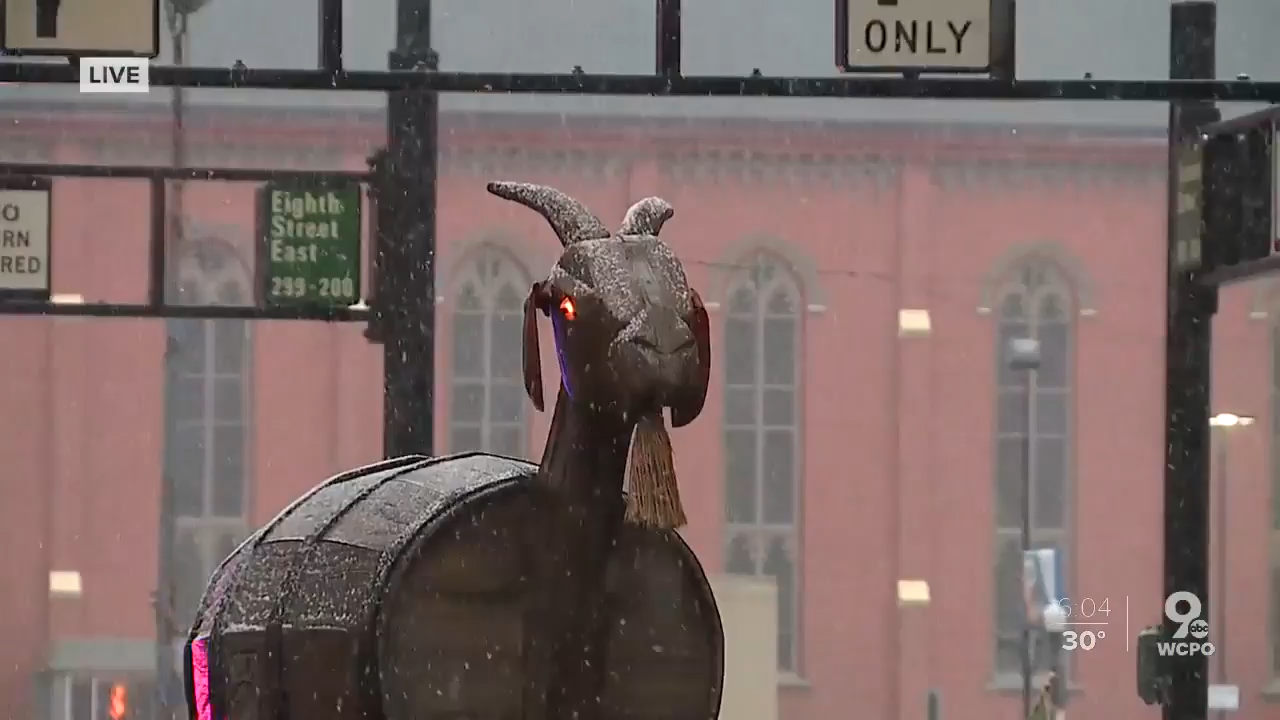 LIVE
ONLY
O
RN
RED
Eighth
Street
East
299-200
6:04
30°
9
abc
WCPO